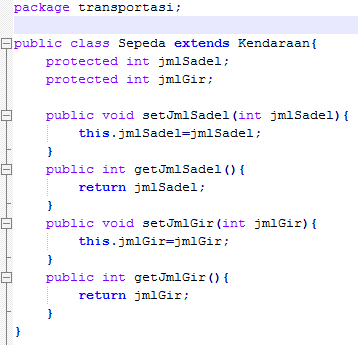 package transportasi;
public class Sepeda extends Kendaraan{
protected int jmlSadel;
protected int jmlGir;
public void setJmlSadel(int jmlSadel){
this.jmlSadel=jmlSadel;
}
public int getJmlSadel(){
return jmlSadel;
}
public void setJmlGir(int jmlGir){
this.jmlGir=jmlGir;
}
public int getJmlGir(){
return jmlGir;
}
}